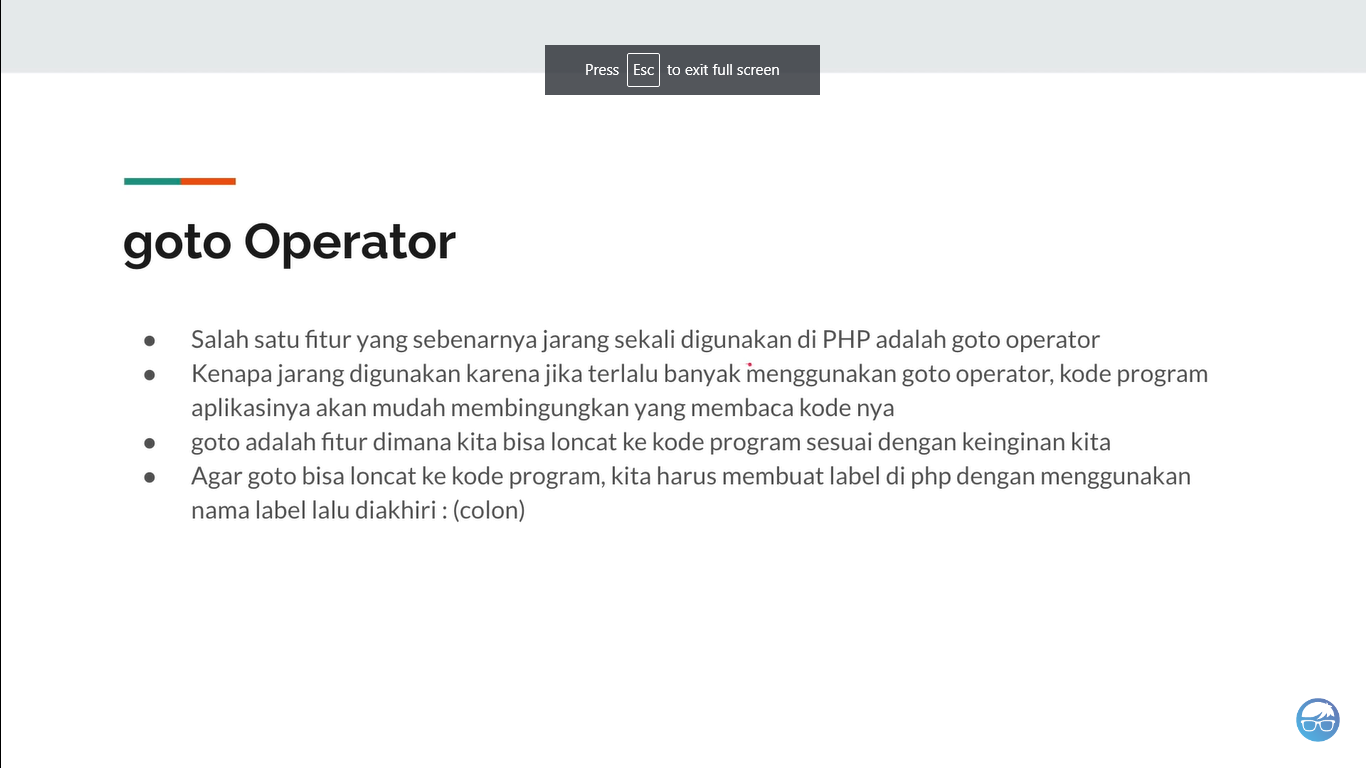 Press Esc to exit full screen
goto Operator
● Salah satu fitur yang sebenarnya jarang sekali digunakan di PHP adalah goto operator
● Kenapa jarang digunakan karena jika terlalu banyak menggunakan goto operator, kode program
aplikasinya akan mudah membingungkan yang membaca kode nya
● goto adalah fitur dimana kita bisa loncat ke kode program sesuai dengan keinginan kita
● Agar goto bisa loncat ke kode program, kita harus membuat label di php dengan menggunakan
nama label lalu diakhiri : (colon)